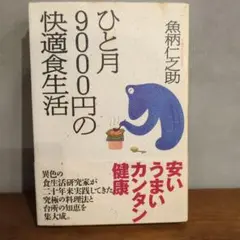 魚柄仁之助
ひと月
9000円の
快適食生活
安い
うまい
カンタン
健康
異色の
食生活研究家が
二十年来実践してきた
究極の料理法と
台所の知恵を
集大成。